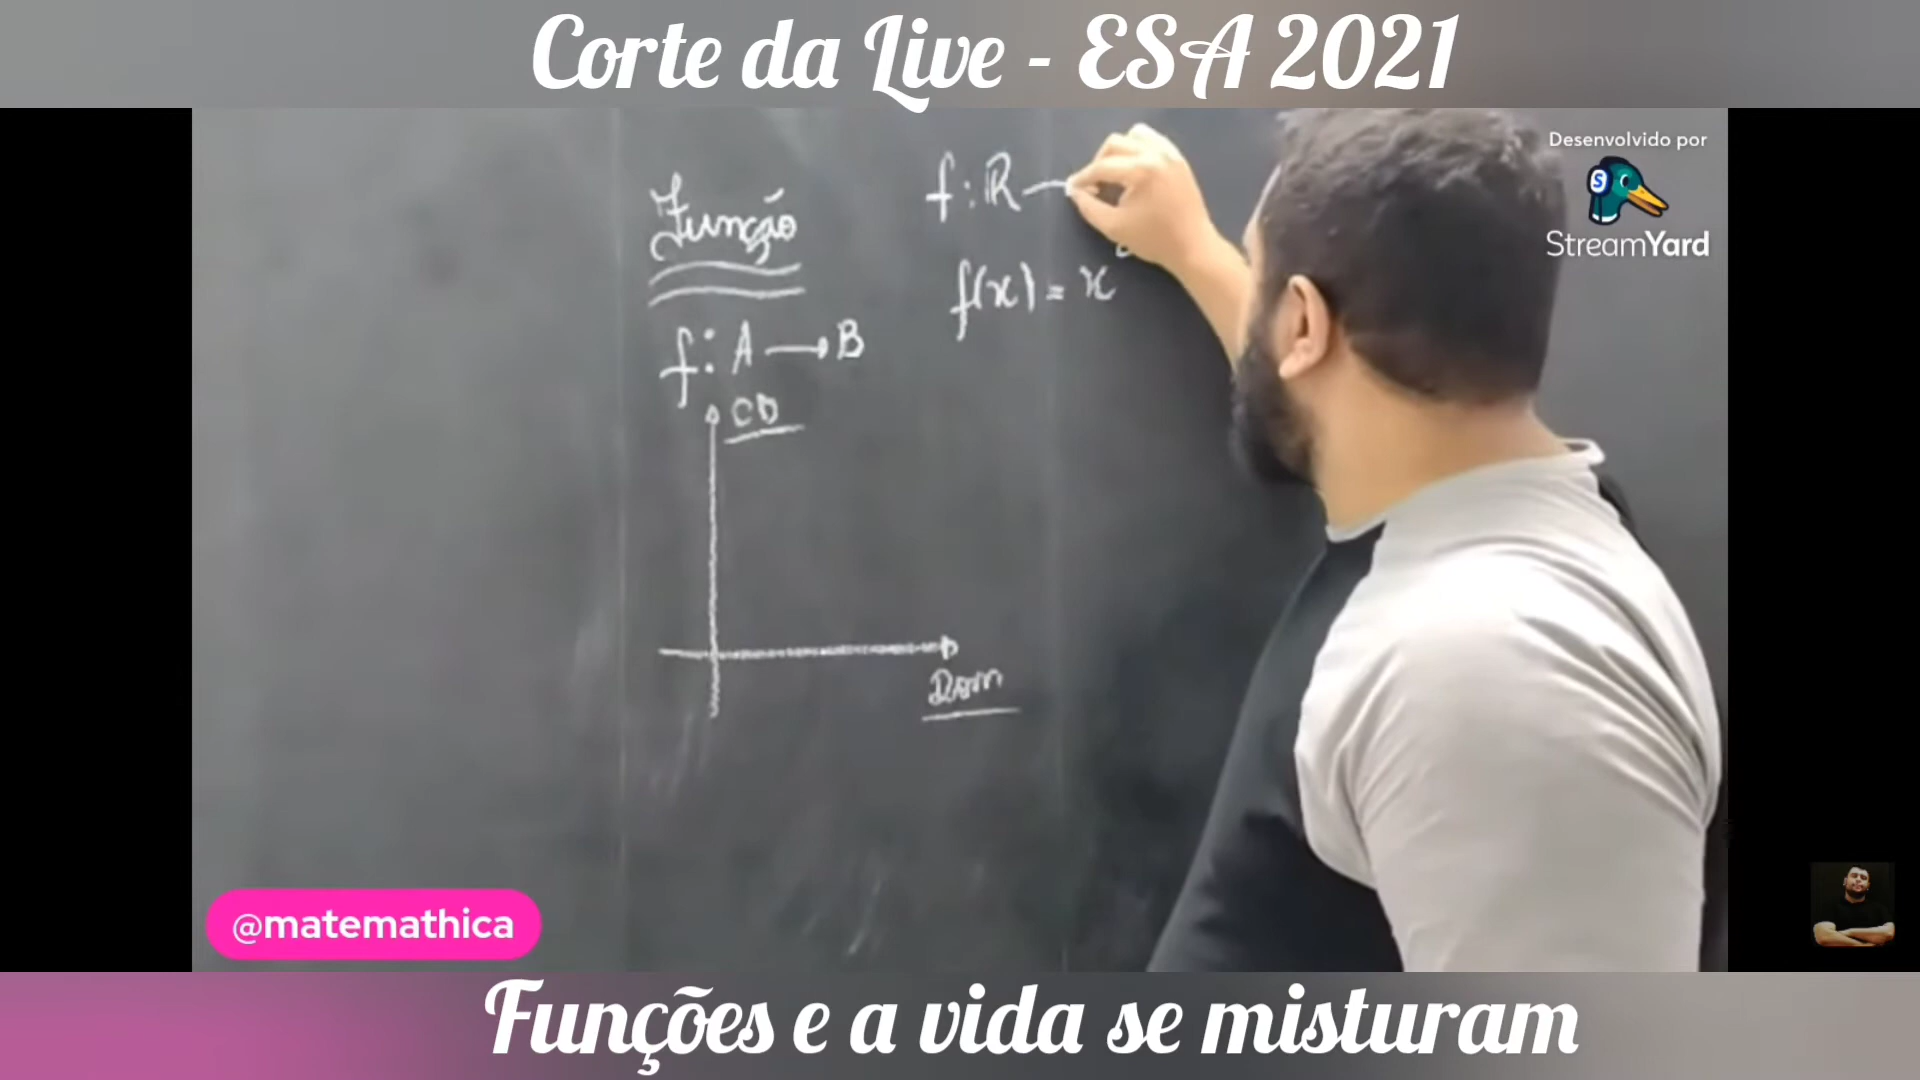 Corte da Live - ESA 2021
Desenvolvido por
StreamYard
Função
f: A → B
CD
Dom
f: R —
f(x) = x
@matemathica
Funções e a vida se misturam